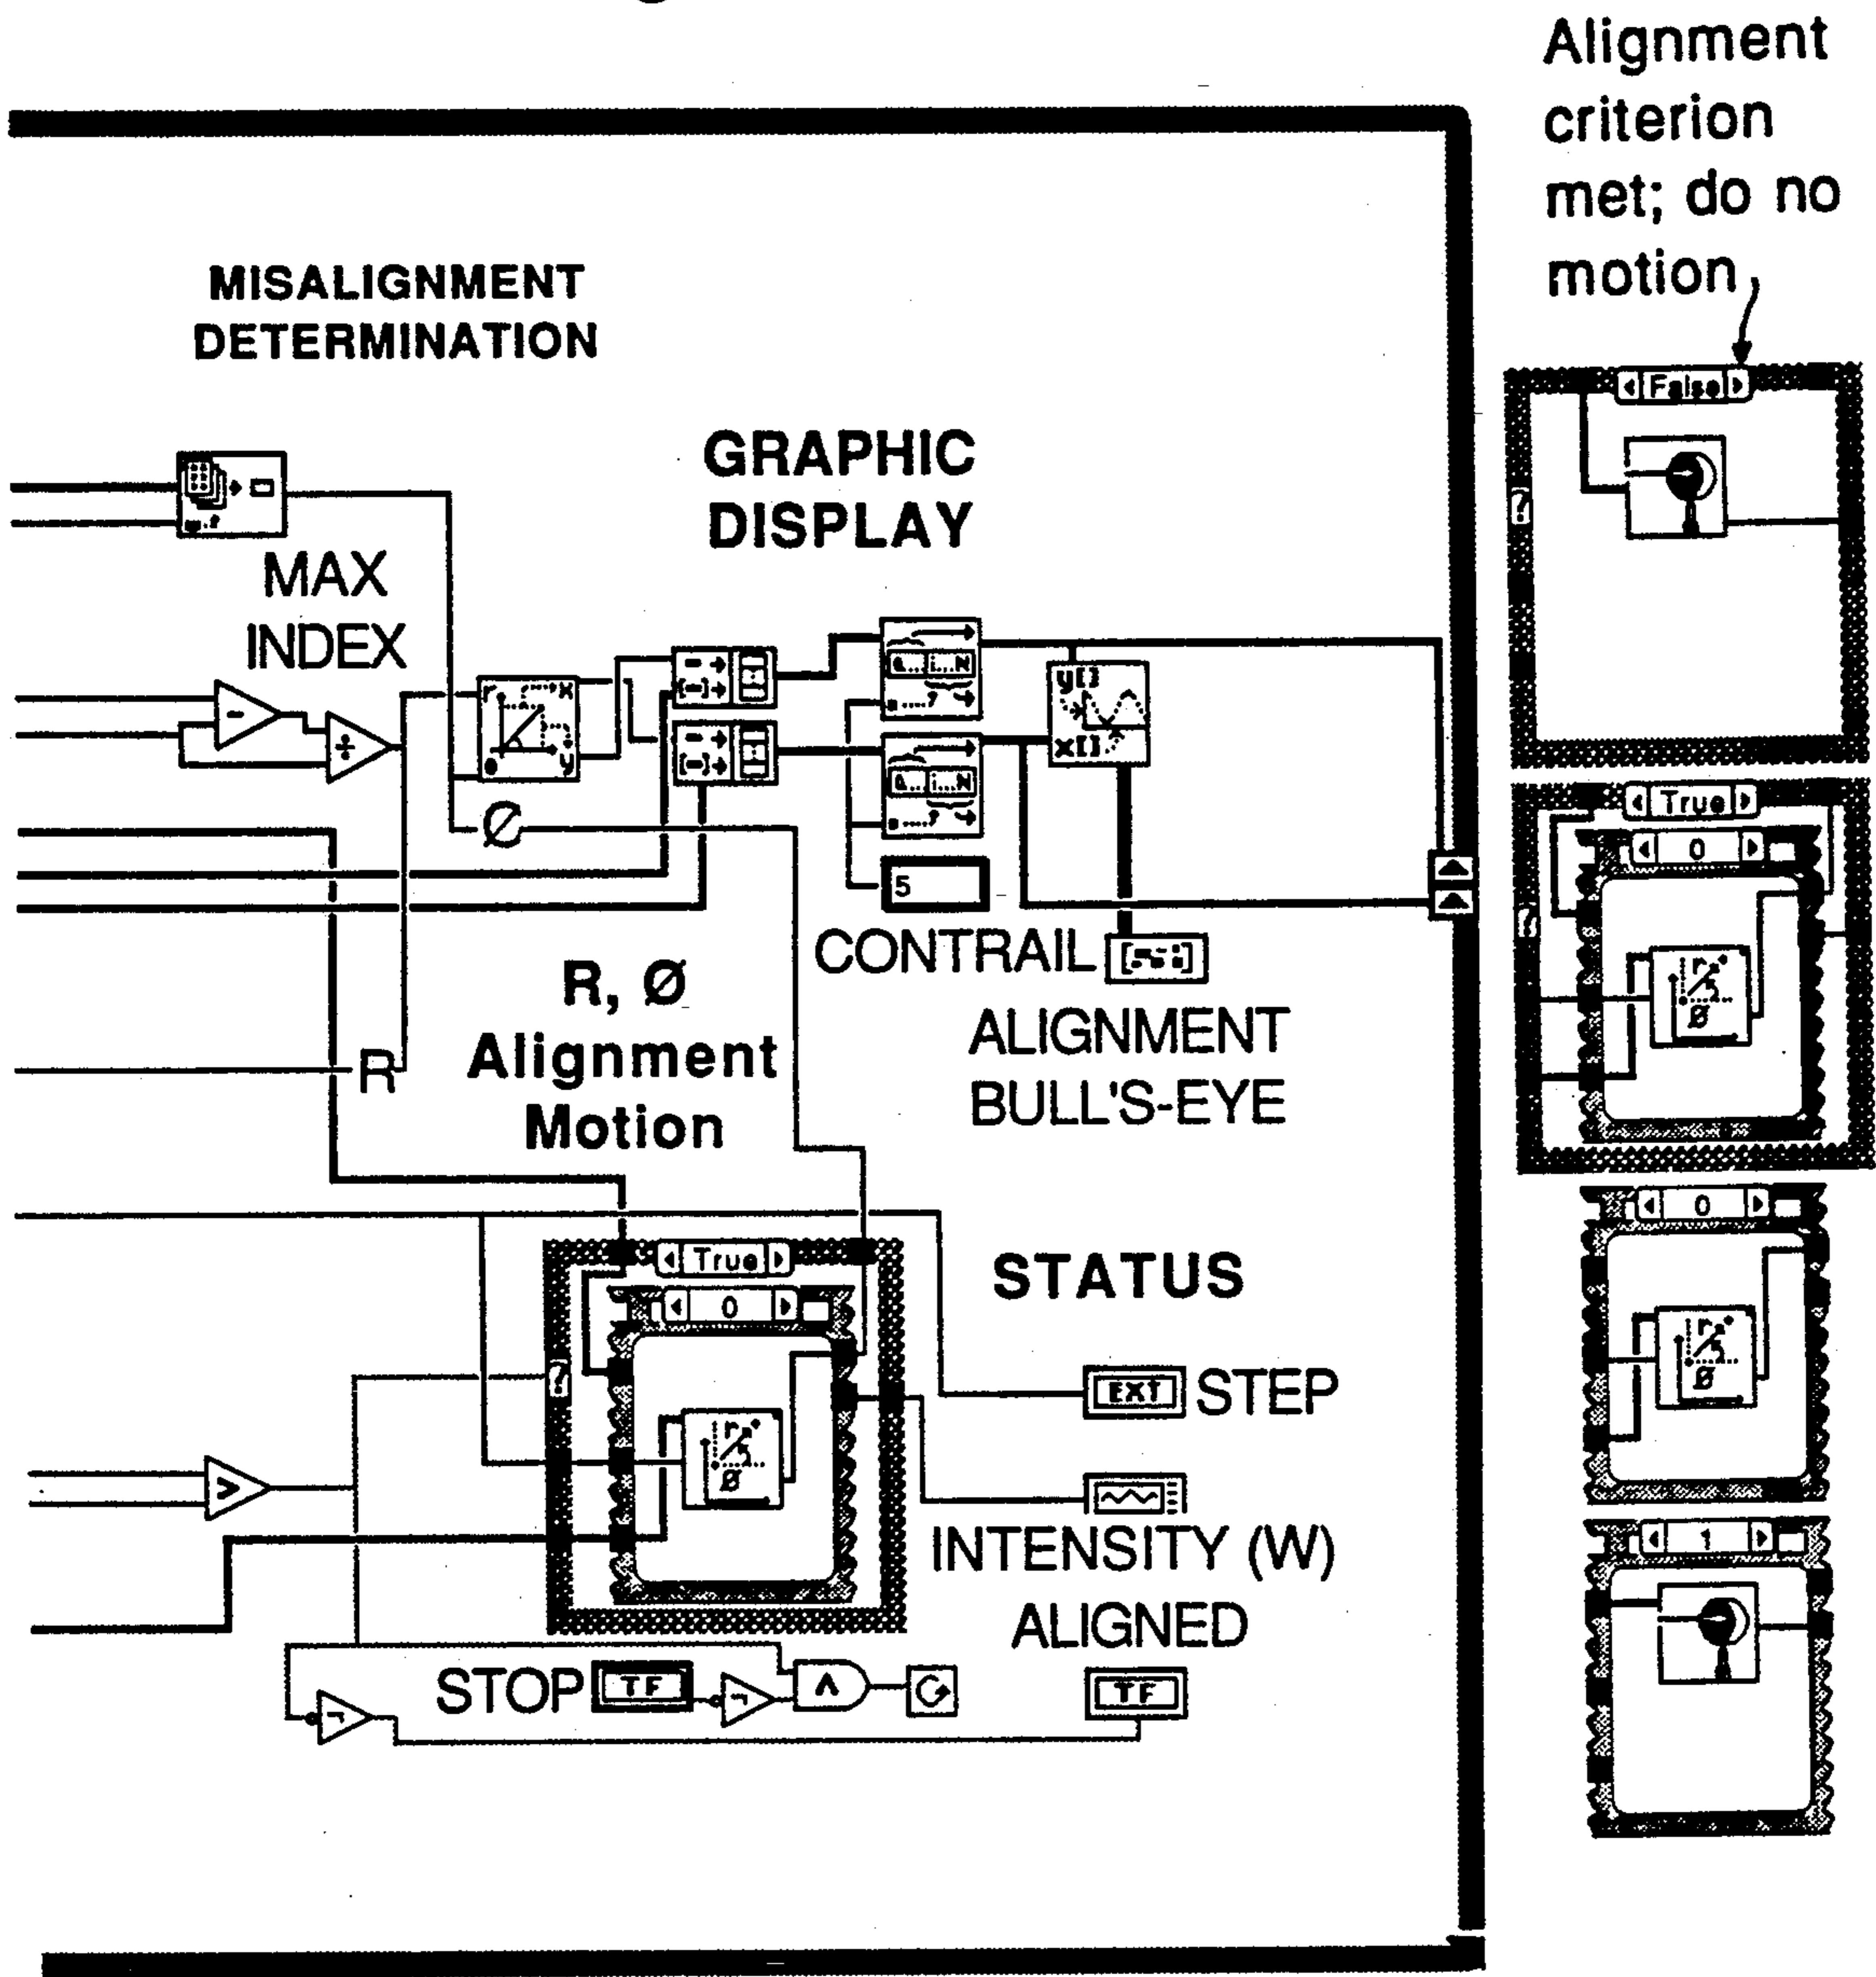 Alignment
criterion
met; do no
motion
MISALIGNMENT
DETERMINATION
False
GRAPHIC
DISPLAY
?
MAX
INDEX
r x
y[]
θ y
x[]
True
Ø
0
5
?
CONTRAIL
r
Ø
R, Ø
Alignment
Motion
ALIGNMENT
BULL'S-EYE
R
0
True
STATUS
0
r
Ø
?
EXT STEP
r
Ø
INTENSITY (W)
1
ALIGNED
STOP TF
TF